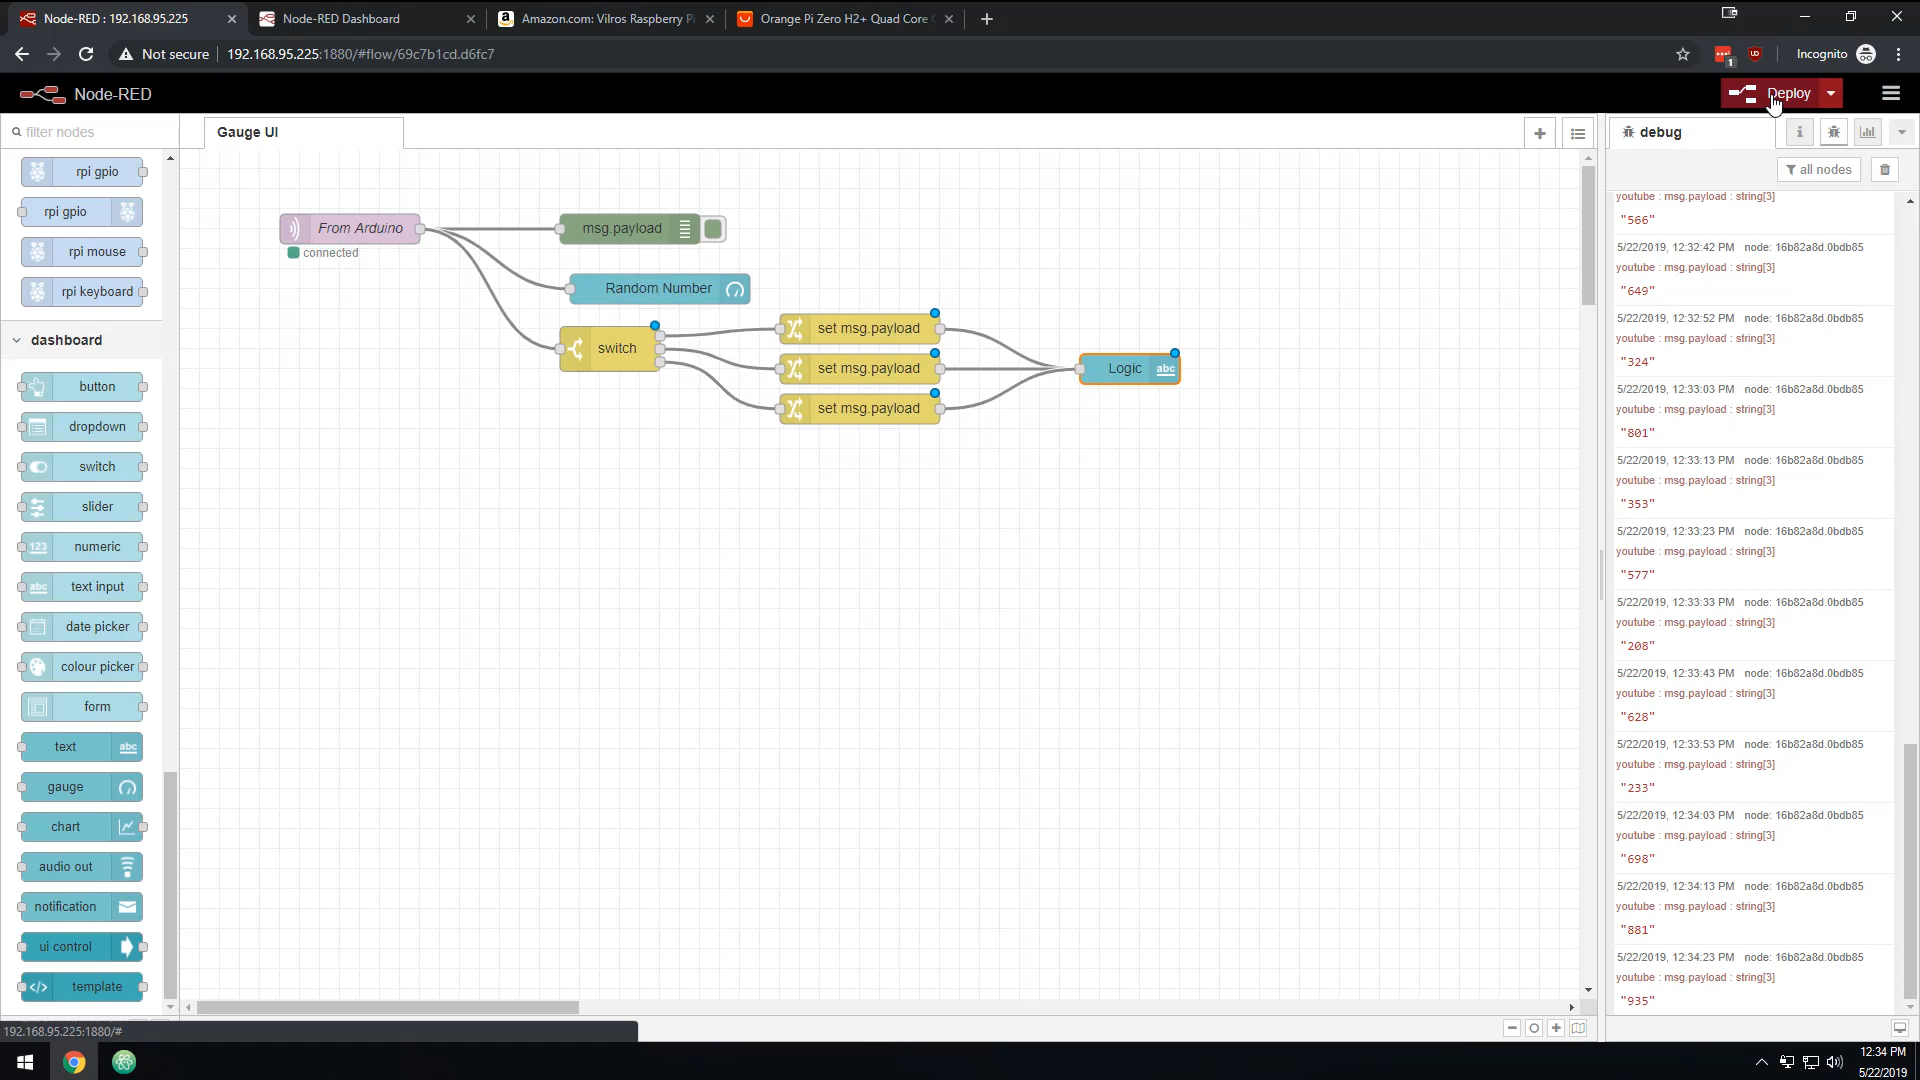 Node-RED : 192.168.95.225
Node-RED Dashboard
Amazon.com: Vilros Raspberry Pi
Orange Pi Zero H2+ Quad Core
Not secure
192.168.95.225:1880/#flow/69c7b1cd.d6fc7
1
Incognito
Node-RED
Deploy
filter nodes
Gauge UI
debug
i
all nodes
rpi gpio
rpi gpio
rpi mouse
rpi keyboard
dashboard
button
dropdown
switch
slider
123
numeric
abc
text input
date picker
colour picker
form
text
abc
gauge
chart
audio out
notification
ui control
template
From Arduino
connected
msg.payload
Random Number
switch
set msg.payload
set msg.payload
set msg.payload
Logic
abc
youtube : msg.payload : string[3]
"566"
5/22/2019, 12:32:42 PM node: 16b82a8d.0bdb85
youtube : msg.payload : string[3]
"649"
5/22/2019, 12:32:52 PM node: 16b82a8d.0bdb85
youtube : msg.payload : string[3]
"324"
5/22/2019, 12:33:03 PM node: 16b82a8d.0bdb85
youtube : msg.payload : string[3]
"801"
5/22/2019, 12:33:13 PM node: 16b82a8d.0bdb85
youtube : msg.payload : string[3]
"353"
5/22/2019, 12:33:23 PM node: 16b82a8d.0bdb85
youtube : msg.payload : string[3]
"577"
5/22/2019, 12:33:33 PM node: 16b82a8d.0bdb85
youtube : msg.payload : string[3]
"208"
5/22/2019, 12:33:43 PM node: 16b82a8d.0bdb85
youtube : msg.payload : string[3]
"628"
5/22/2019, 12:33:53 PM node: 16b82a8d.0bdb85
youtube : msg.payload : string[3]
"233"
5/22/2019, 12:34:03 PM node: 16b82a8d.0bdb85
youtube : msg.payload : string[3]
"698"
5/22/2019, 12:34:13 PM node: 16b82a8d.0bdb85
youtube : msg.payload : string[3]
"881"
5/22/2019, 12:34:23 PM node: 16b82a8d.0bdb85
youtube : msg.payload : string[3]
"935"
192.168.95.225:1880/#
12:34 PM
5/22/2019